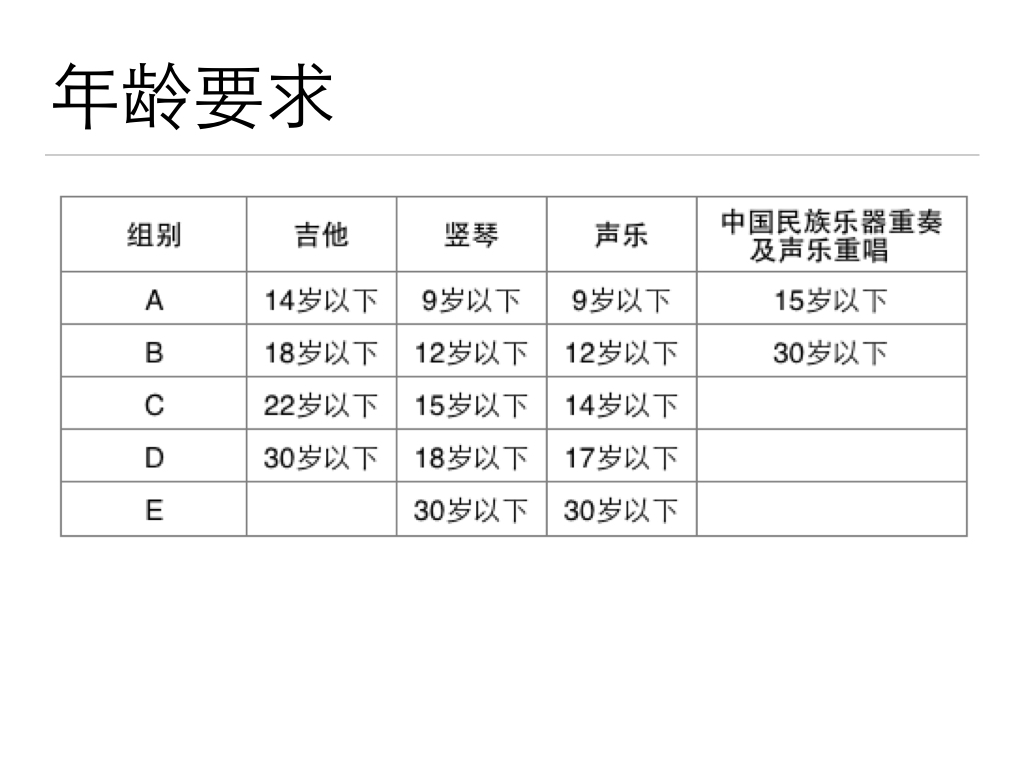 年龄要求
组别 吉他 竖琴 声乐 中国民族乐器重奏
及声乐重唱
A 14岁以下 9岁以下 9岁以下 15岁以下
B 18岁以下 12岁以下 12岁以下 30岁以下
C 22岁以下 15岁以下 14岁以下
D 30岁以下 18岁以下 17岁以下
E 30岁以下 30岁以下